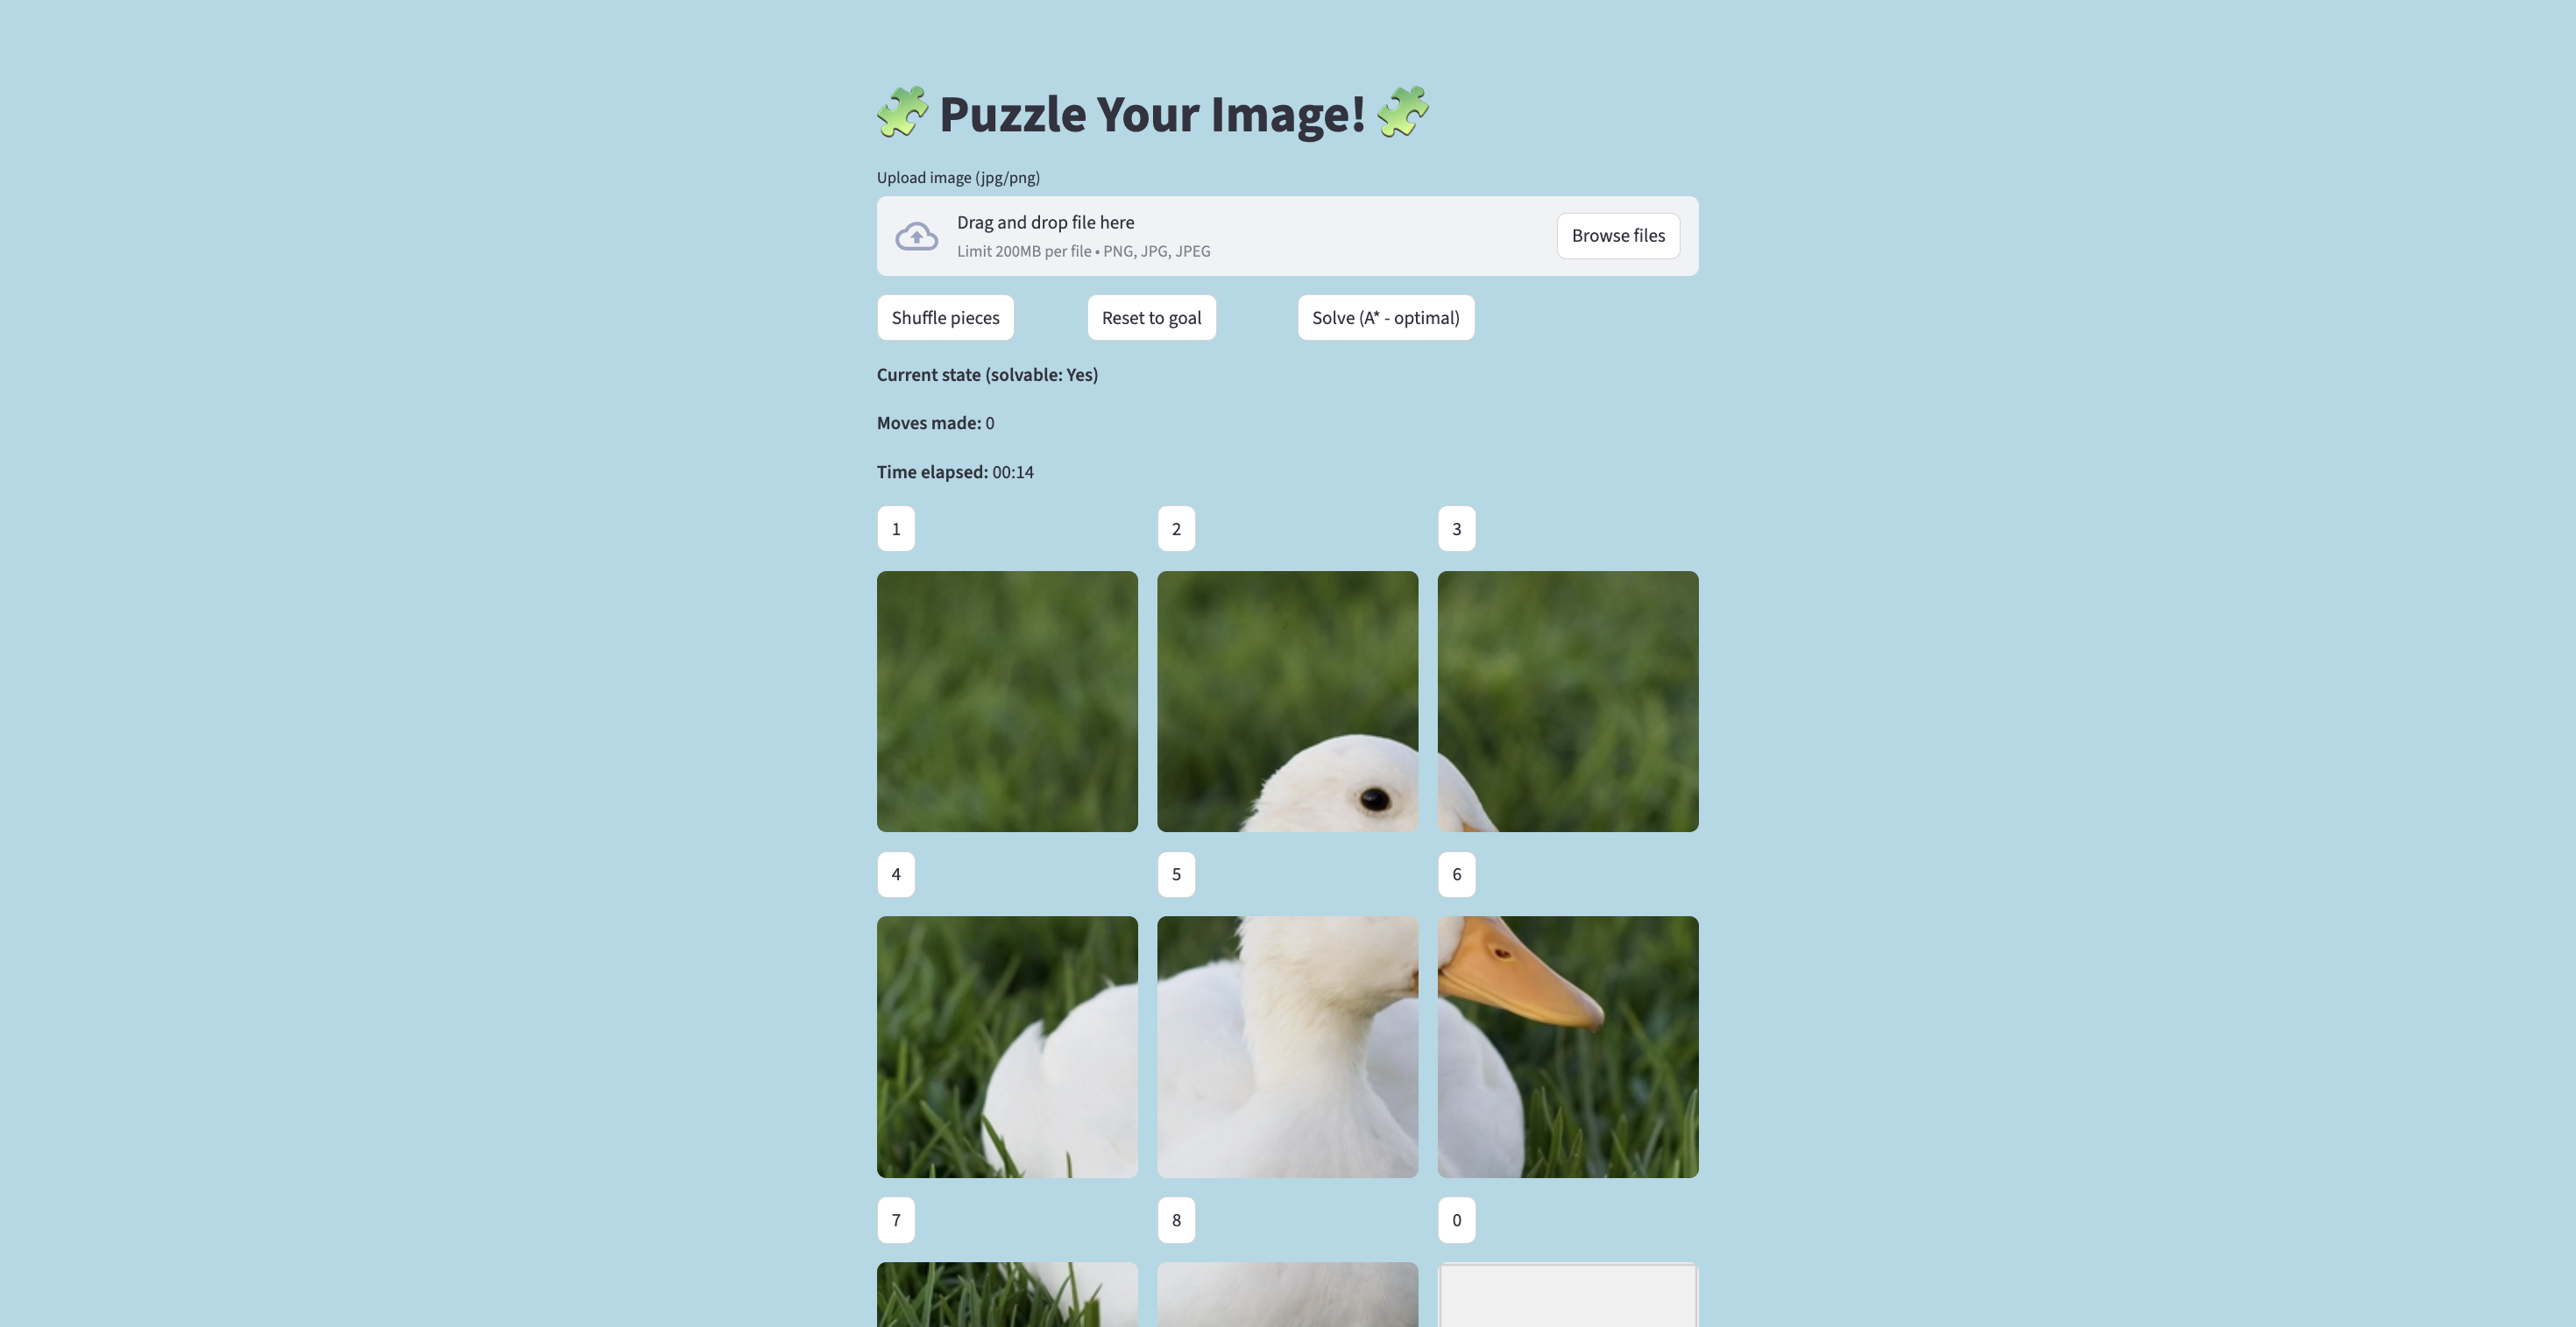 🧩 Puzzle Your Image! 🧩
Upload image (jpg/png)
Drag and drop file here
Limit 200MB per file • PNG, JPG, JPEG
Browse files
Shuffle pieces
Reset to goal
Solve (A* - optimal)
Current state (solvable: Yes)
Moves made: 0
Time elapsed: 00:14
1
2
3
4
5
6
7
8
0